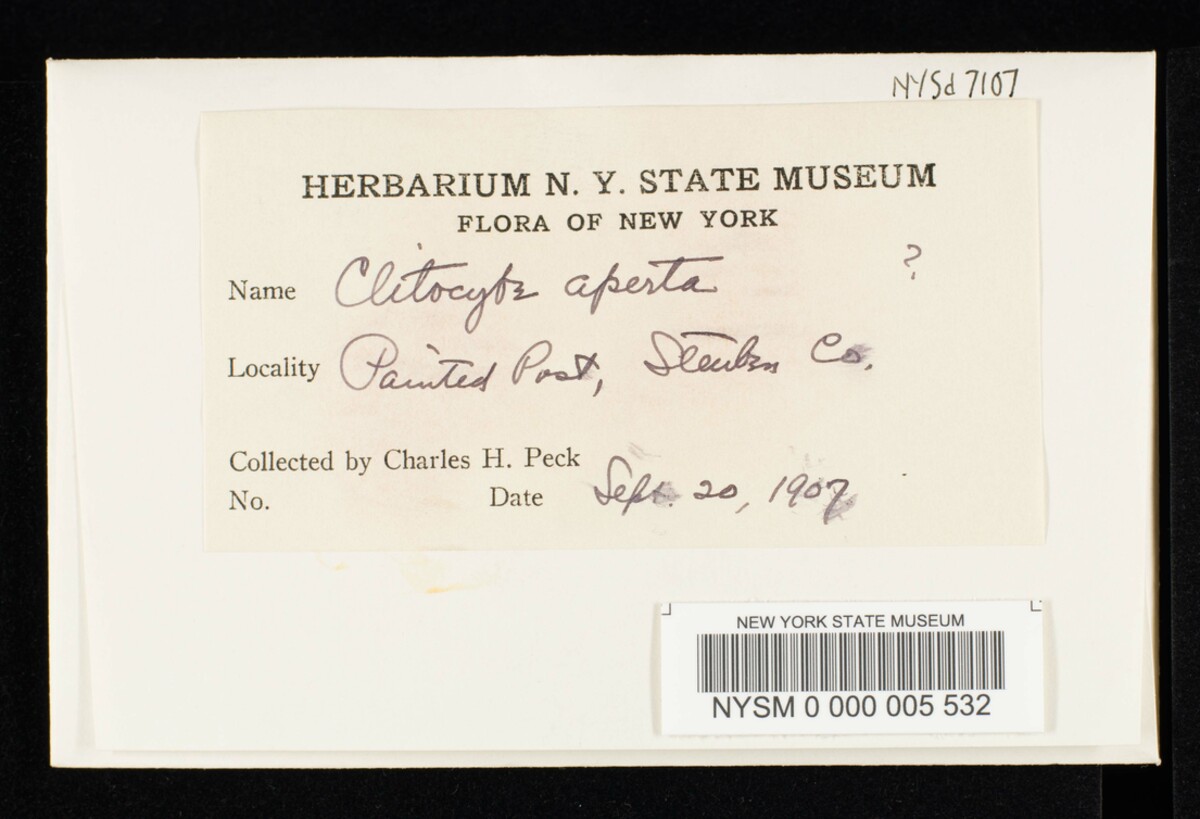 NYSd 7107
HERBARIUM N. Y. STATE MUSEUM
FLORA OF NEW YORK
Name Clitocybe aperta ?
Locality Painted Post, Steuben Co.
Collected by Charles H. Peck
No. Date Sept. 20, 1907.
NEW YORK STATE MUSEUM
NYSM 0 000 005 532